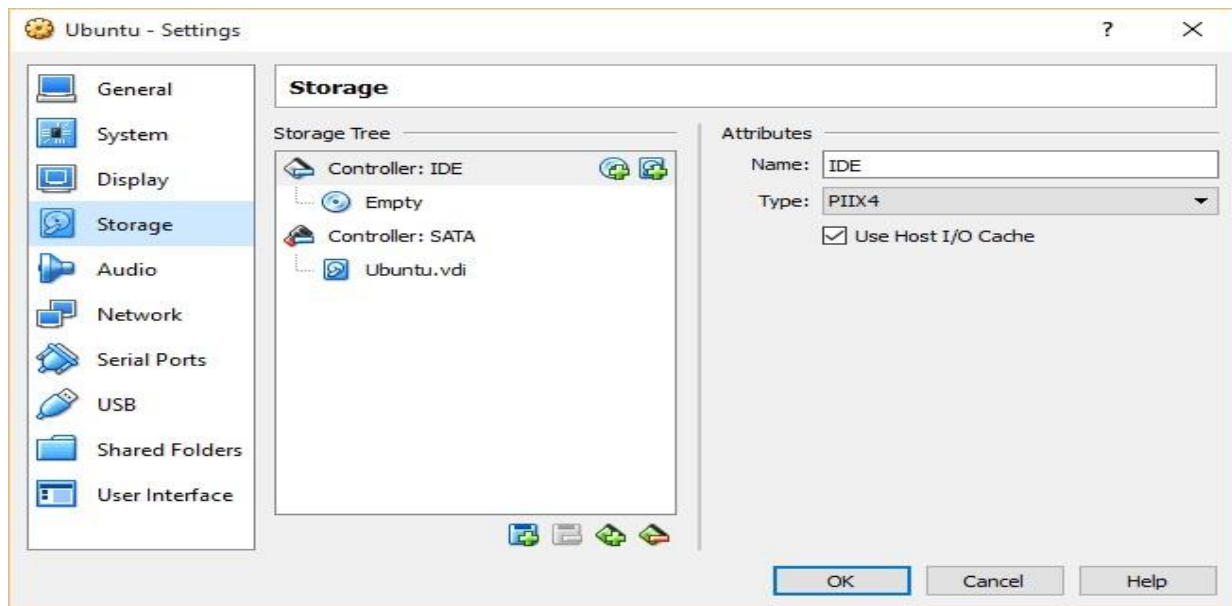 Ubuntu - Settings
?
General
System
Display
Storage
Audio
Network
Serial Ports
USB
Shared Folders
User Interface
Storage
Storage Tree
Controller: IDE
Empty
Controller: SATA
Ubuntu.vdi
Attributes
Name: IDE
Type: PIIX4
Use Host I/O Cache
OK Cancel Help